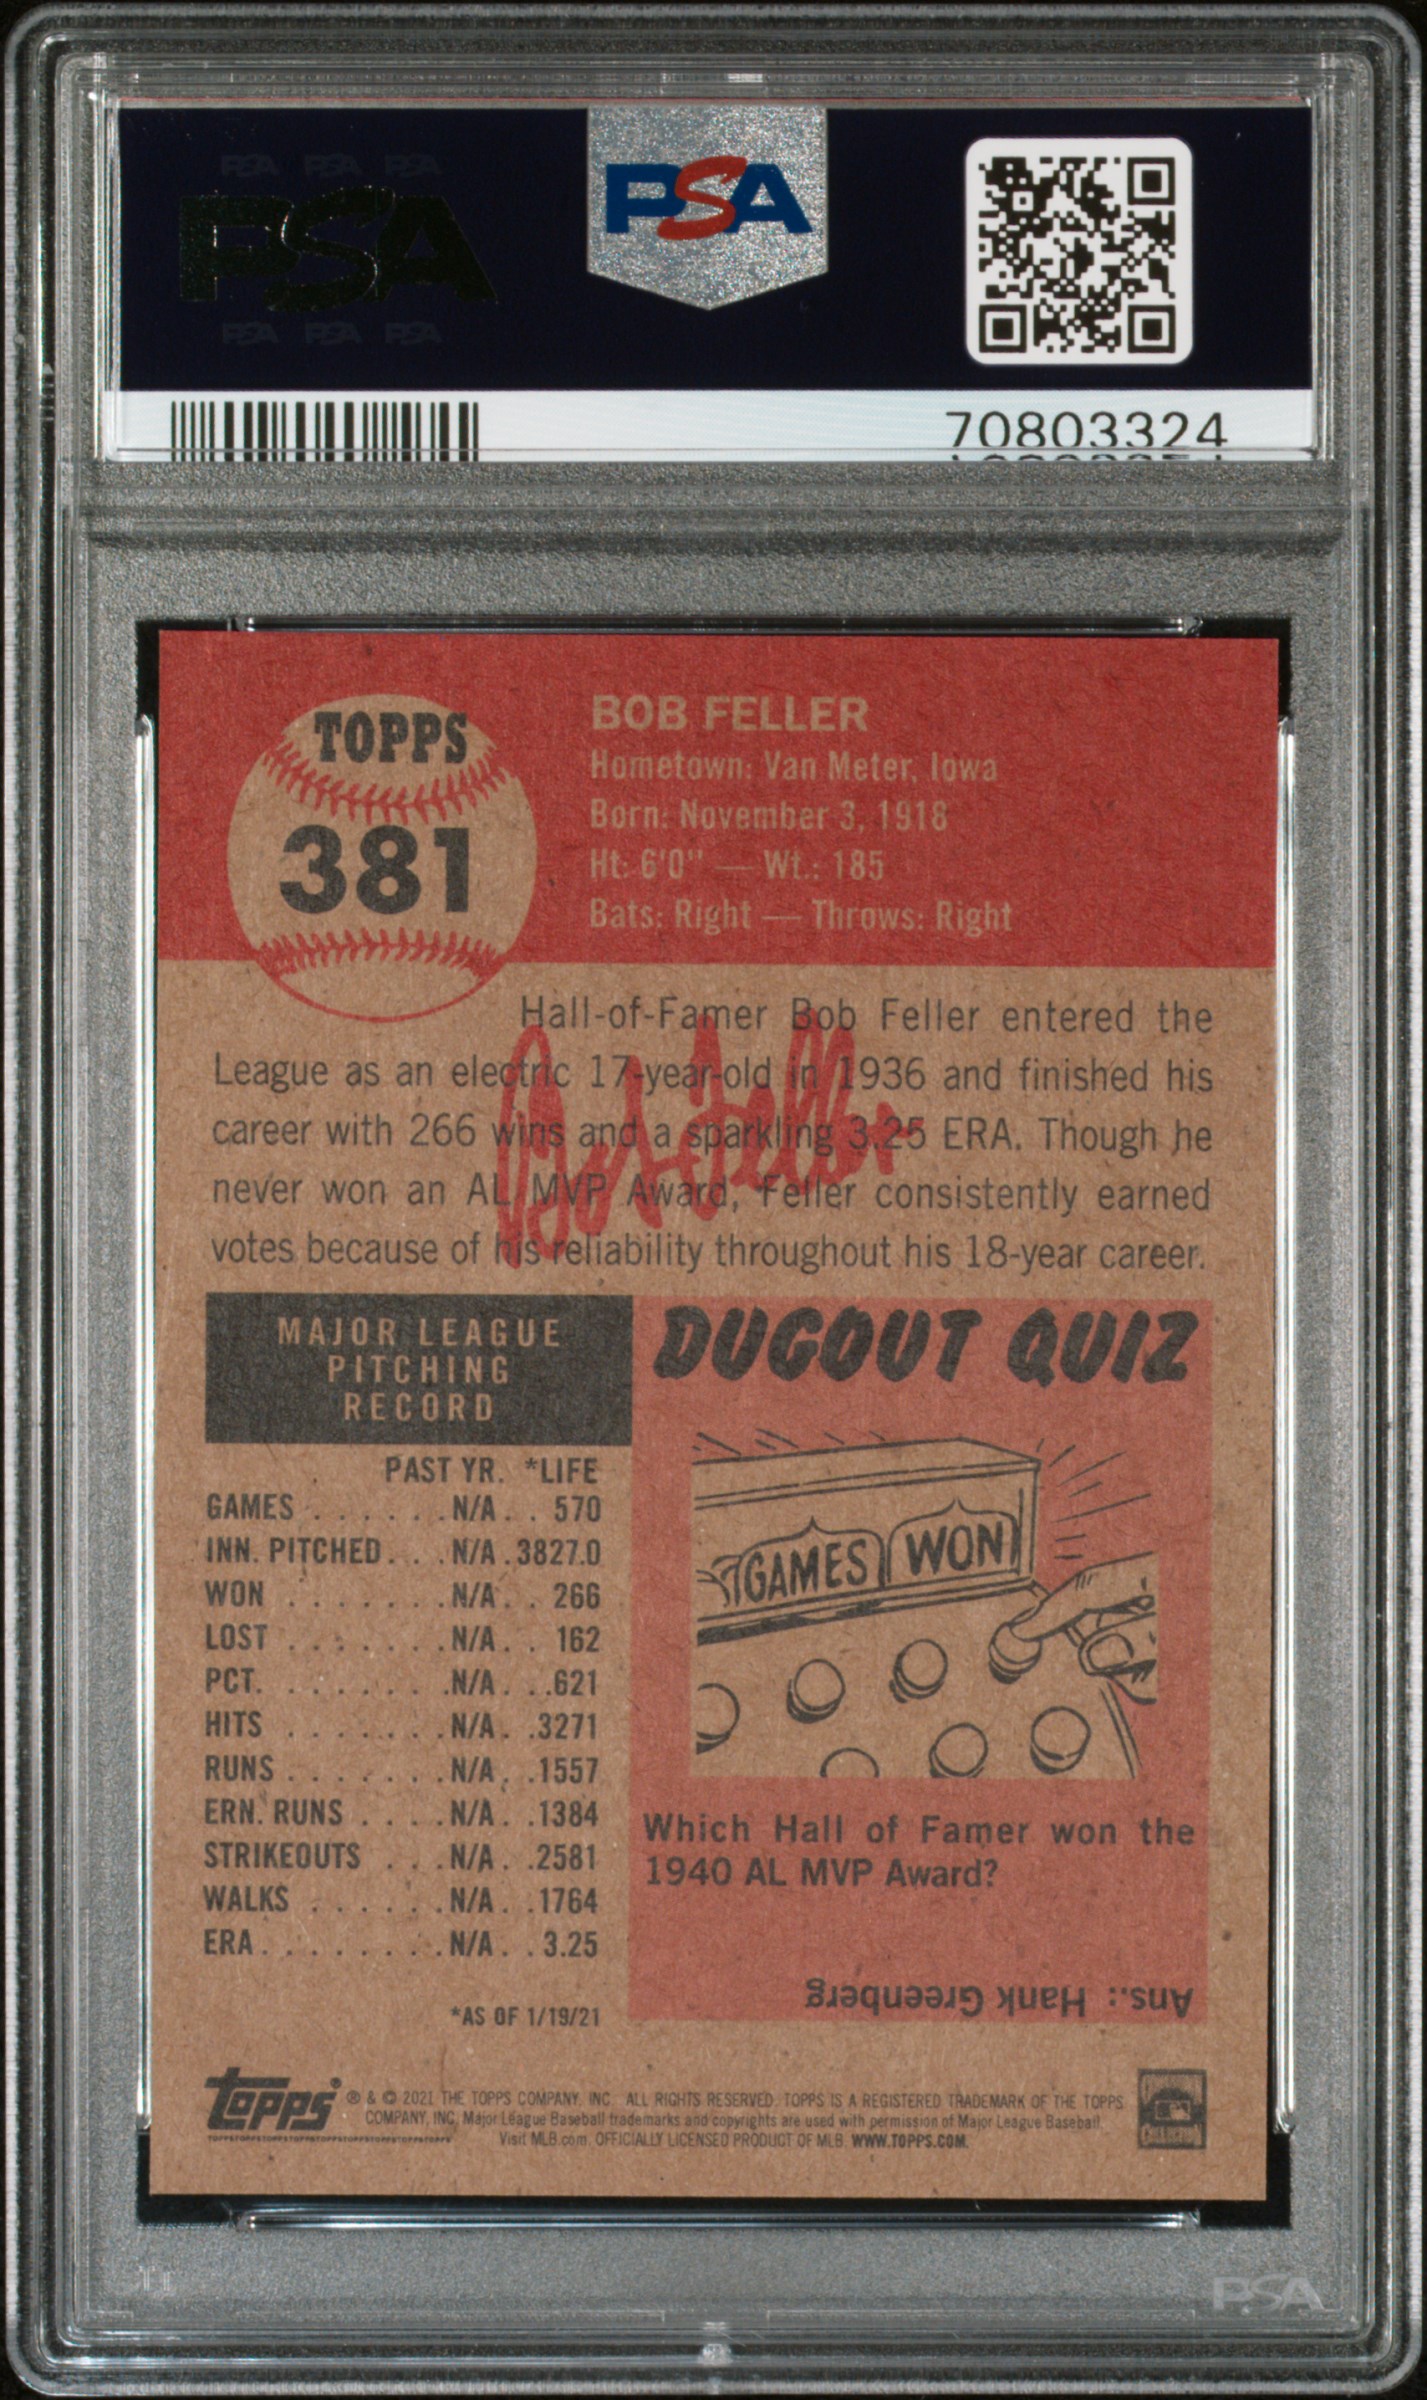 PSA PSA PSA
PSA
PSA PSA PSA
PSA
70803324
TOPPS
381
BOB FELLER
Hometown: Van Meter, Iowa
Born: November 3, 1918
Ht: 6'0" — Wt.: 185
Bats: Right — Throws: Right
Hall-of-Famer Bob Feller entered the
League as an electric 17-year-old in 1936 and finished his
career with 266 wins and a sparkling 3.25 ERA. Though he
never won an AL MVP Award, Feller consistently earned
votes because of his reliability throughout his 18-year career.
Bob Feller
MAJOR LEAGUE
PITCHING
RECORD
PAST YR. *LIFE
GAMES . . . . . . N/A . . 570
INN. PITCHED . . . N/A . 3827.0
WON . . . . . . . N/A . . 266
LOST . . . . . . . N/A . . 162
PCT. . . . . . . . N/A . . .621
HITS . . . . . . . N/A . . 3271
RUNS . . . . . . . N/A . . 1557
ERN. RUNS . . . . N/A . . 1384
STRIKEOUTS . . . N/A . . 2581
WALKS . . . . . . N/A . . 1764
ERA . . . . . . . . N/A . . 3.25
*AS OF 1/19/21
DUGOUT QUIZ
GAMES WON
Which Hall of Famer won the
1940 AL MVP Award?
Ans.: Hank Greenberg
topps® ® & © 2021 THE TOPPS COMPANY, INC. ALL RIGHTS RESERVED. TOPPS IS A REGISTERED TRADEMARK OF THE TOPPS
COMPANY, INC. Major League Baseball trademarks and copyrights are used with permission of Major League Baseball.
Visit MLB.com. OFFICIALLY LICENSED PRODUCT OF MLB. WWW.TOPPS.COM.
PSA